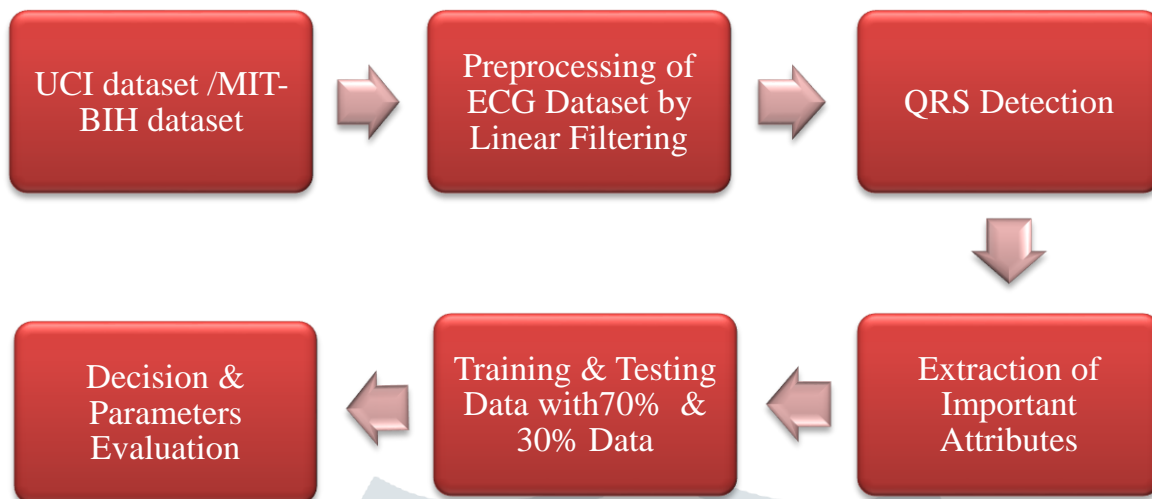 UCI dataset /MIT-
BIH dataset
Preprocessing of
ECG Dataset by
Linear Filtering
QRS Detection
Extraction of
Important
Attributes
Training & Testing
Data with70%  &
30% Data
Decision &
Parameters
Evaluation